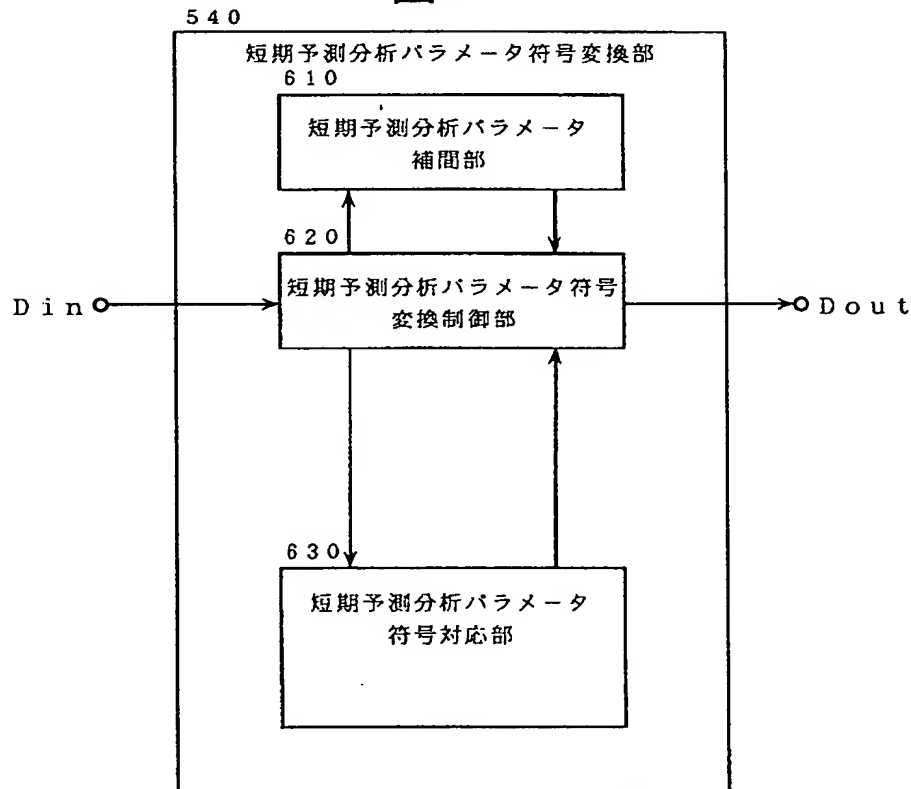 540
短期予測分析パラメータ符号変換部
610
短期予測分析パラメータ
補間部
620
短期予測分析パラメータ符号
変換制御部
Din
Dout
630
短期予測分析パラメータ
符号対応部